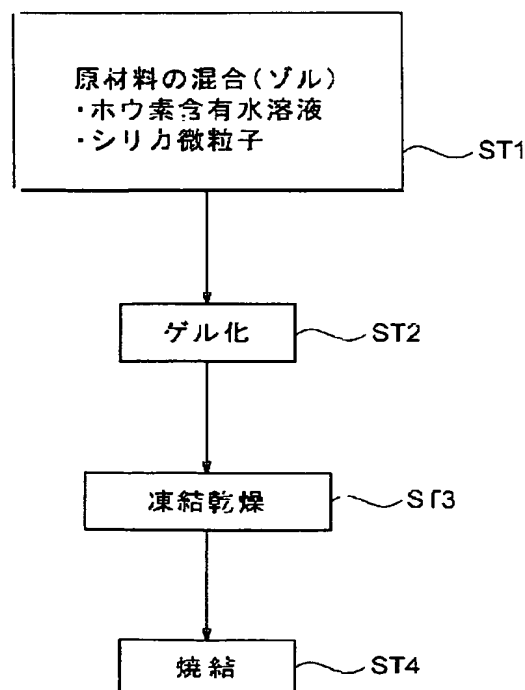 原材料の混合(ゾル)
・ホウ素含有水溶液
・シリカ微粒子
ST1
ゲル化
ST2
凍結乾燥
ST3
焼結
ST4